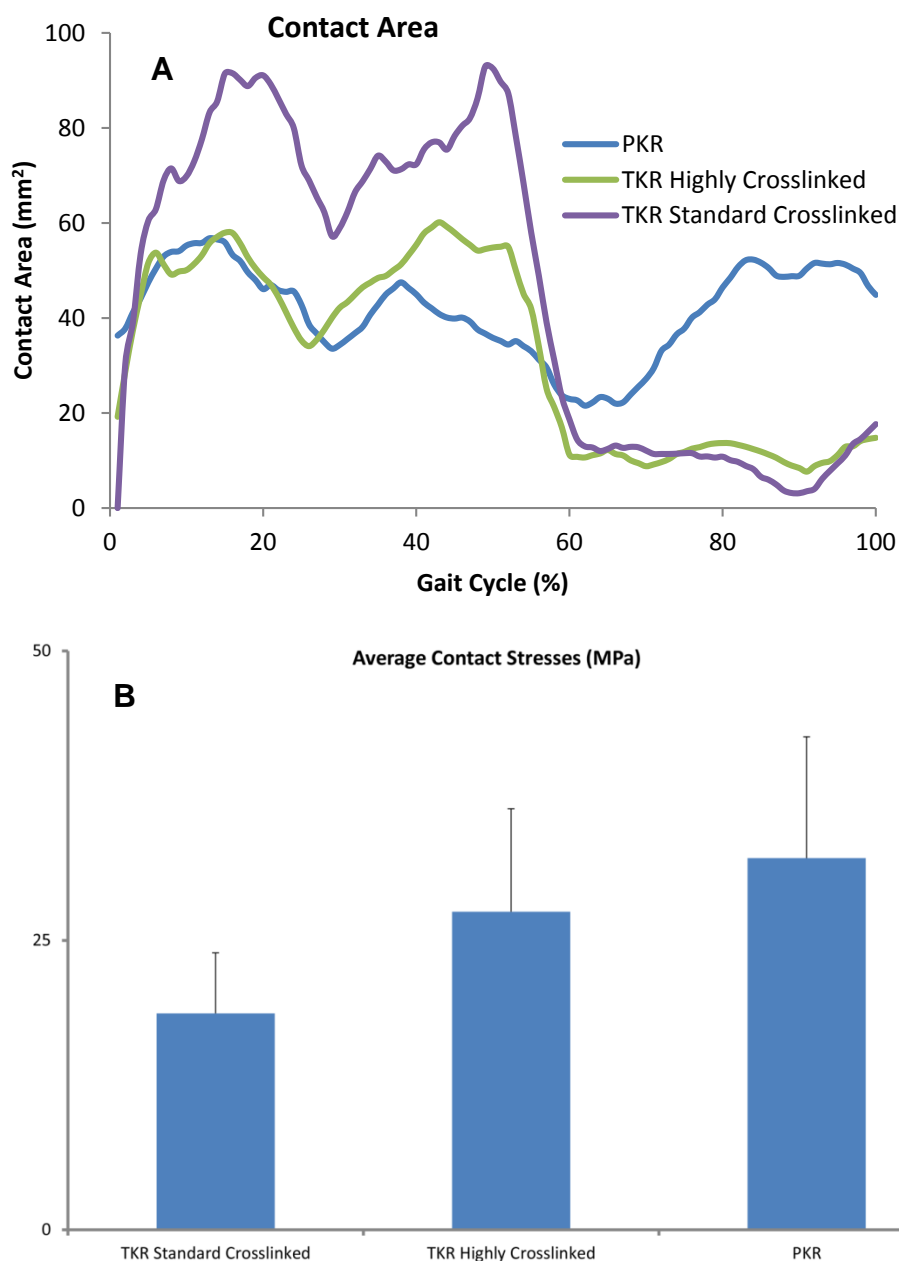 Contact Area
A
100
80
60
40
20
0
Contact Area (mm²)
PKR
TKR Highly Crosslinked
TKR Standard Crosslinked
0 20 40 60 80 100
Gait Cycle (%)
Average Contact Stresses (MPa)
B
50
25
0
TKR Standard Crosslinked TKR Highly Crosslinked PKR